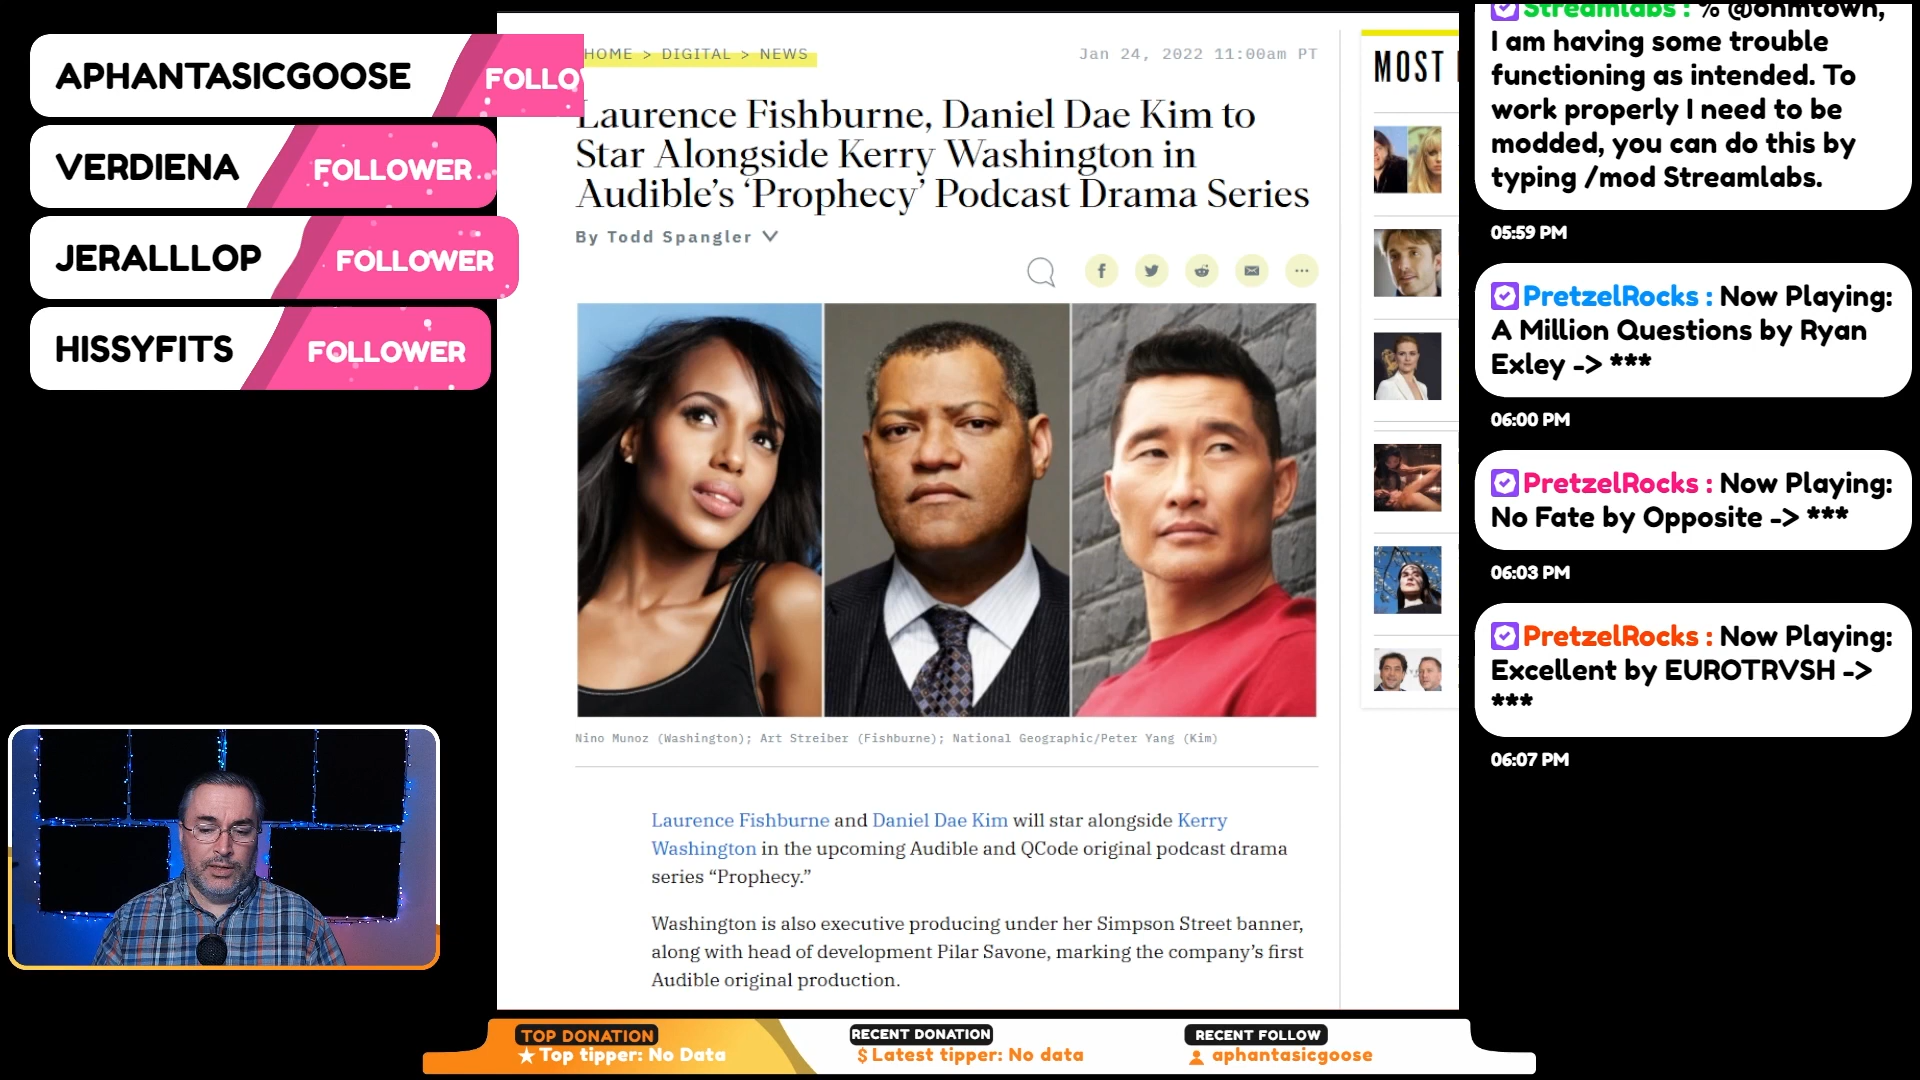 APHANTASICGOOSE
FOLLO
VERDIENA
FOLLOWER
JERALLLOP
FOLLOWER
HISSYFITS
FOLLOWER
HOME > DIGITAL > NEWS
Jan 24, 2022 11:00am PT
Laurence Fishburne, Daniel Dae Kim to
Star Alongside Kerry Washington in
Audible's 'Prophecy' Podcast Drama Series
By Todd Spangler
Nino Munoz (Washington); Art Streiber (Fishburne); National Geographic/Peter Yang (Kim)
Laurence Fishburne and Daniel Dae Kim will star alongside Kerry
Washington in the upcoming Audible and QCode original podcast drama
series “Prophecy.”
Washington is also executive producing under her Simpson Street banner,
along with head of development Pilar Savone, marking the company’s first
Audible original production.
MOST
Streamlabs : % @ohmtown,
I am having some trouble
functioning as intended. To
work properly I need to be
modded, you can do this by
typing /mod Streamlabs.
05:59 PM
PretzelRocks : Now Playing:
A Million Questions by Ryan
Exley -> ***
06:00 PM
PretzelRocks : Now Playing:
No Fate by Opposite -> ***
06:03 PM
PretzelRocks : Now Playing:
Excellent by EUROTRVSH ->
***
06:07 PM
TOP DONATION
Top tipper: No Data
RECENT DONATION
$ Latest tipper: No data
RECENT FOLLOW
aphantasicgoose